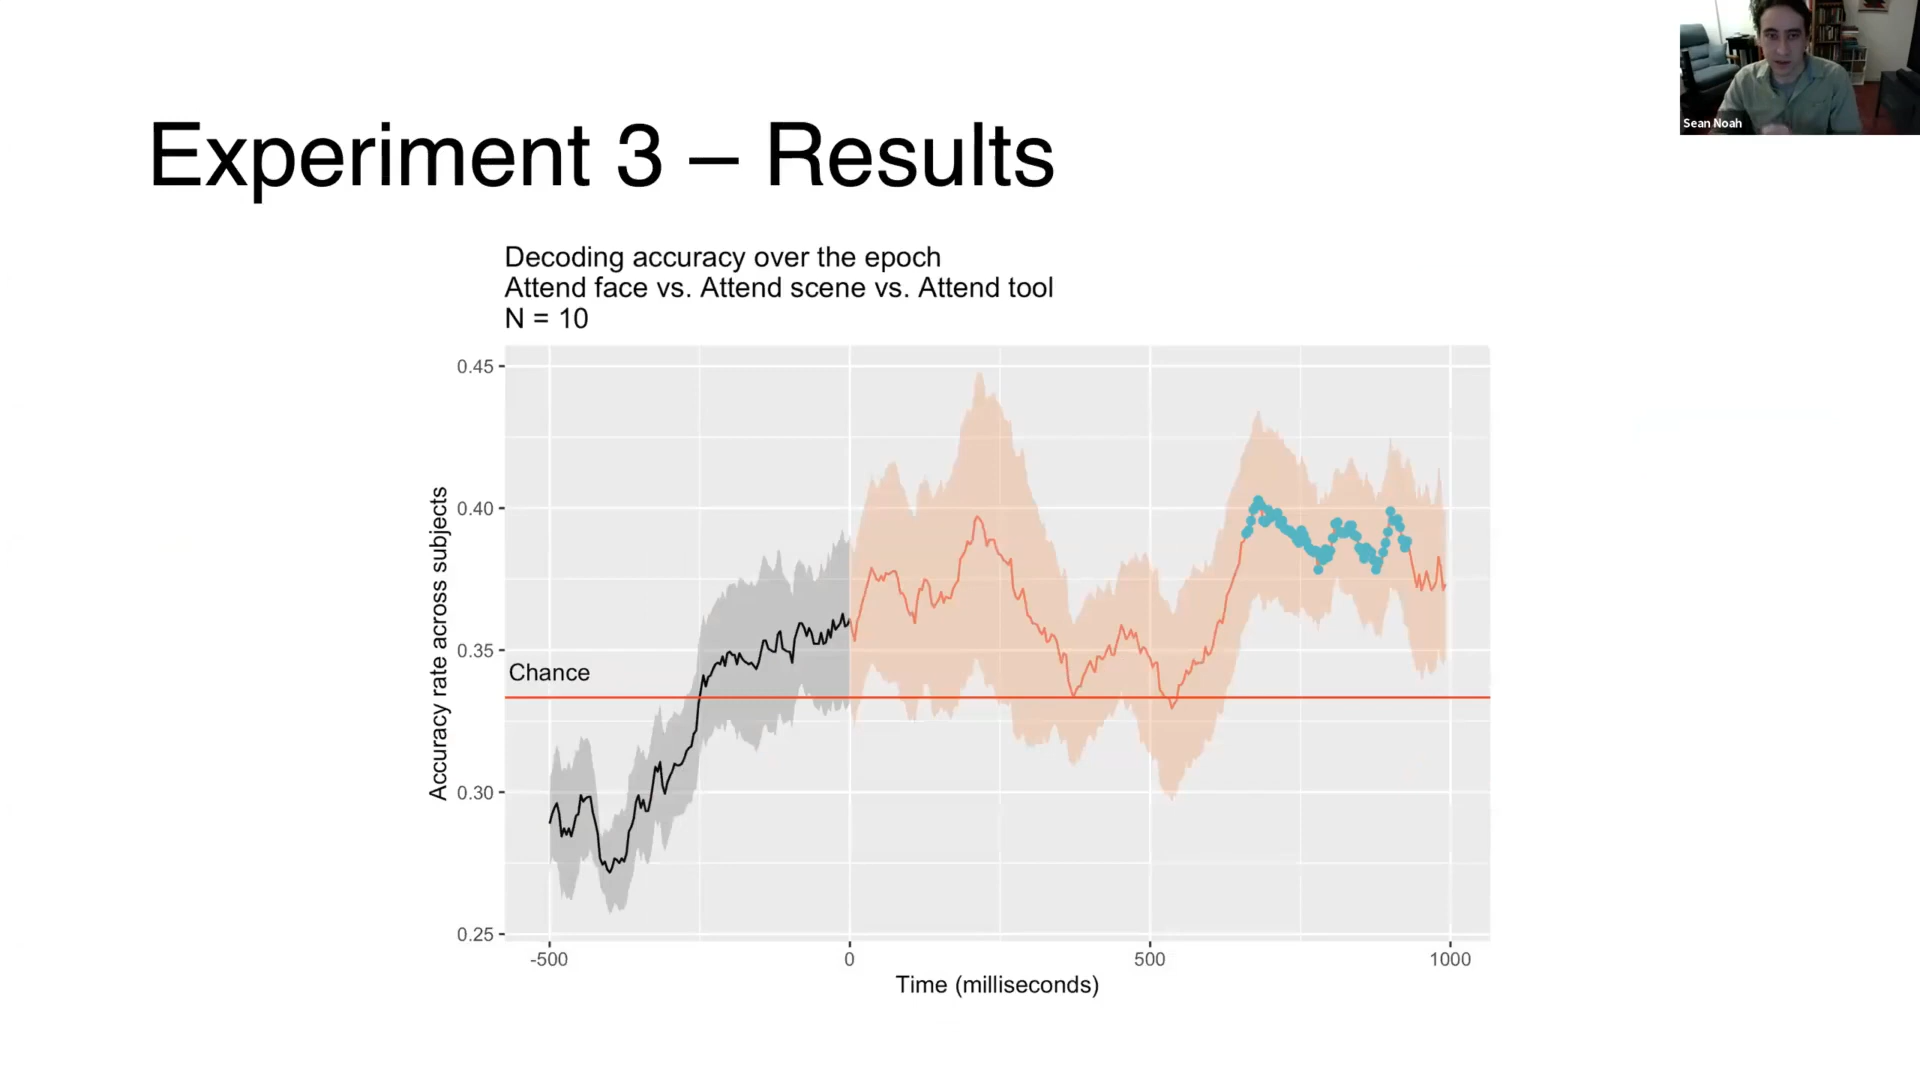 Sean Noah
Experiment 3 – Results
Decoding accuracy over the epoch
Attend face vs. Attend scene vs. Attend tool
N = 10
Accuracy rate across subjects
0.45
0.40
0.35
0.30
0.25
Chance
-500
0
500
1000
Time (milliseconds)